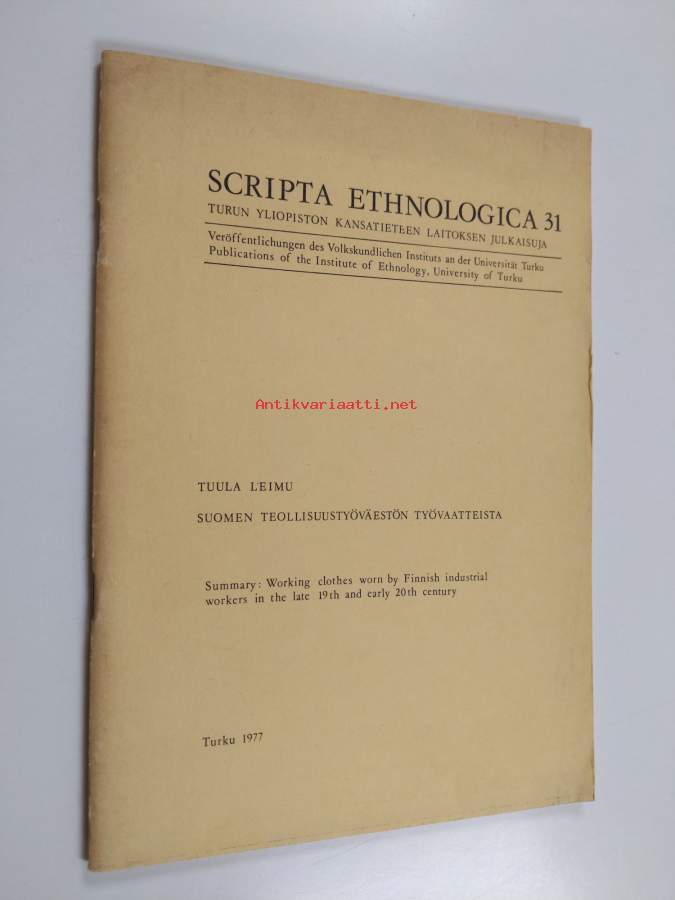 SCRIPTA ETHNOLOGICA 31
TURUN YLIOPISTON KANSATIETEEN LAITOKSEN JULKAISUJA
Veröffentlichungen des Volkskundlichen Instituts an der Universität Turku
Publications of the Institute of Ethnology, University of Turku
Antikvariaatti.net
TUULA LEIMU
SUOMEN TEOLLISUUSTYÖVÄESTÖN TYÖVAATTEISTA
Summary: Working clothes worn by Finnish industrial
workers in the late 19th and early 20th century
Turku 1977